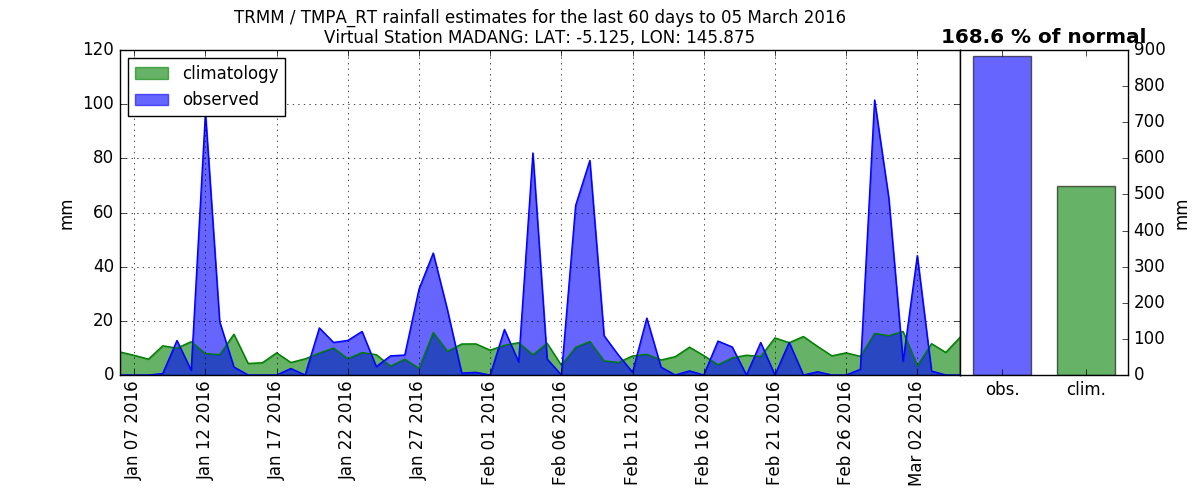 TRMM / TMPA_RT rainfall estimates for the last 60 days to 05 March 2016
Virtual Station MADANG: LAT: -5.125, LON: 145.875
168.6 % of normal
climatology
observed
120
100
80
60
40
20
0
mm
Jan 07 2016
Jan 12 2016
Jan 17 2016
Jan 22 2016
Jan 27 2016
Feb 01 2016
Feb 06 2016
Feb 11 2016
Feb 16 2016
Feb 21 2016
Feb 26 2016
Mar 02 2016
900
800
700
600
500
400
300
200
100
0
mm
obs.
clim.